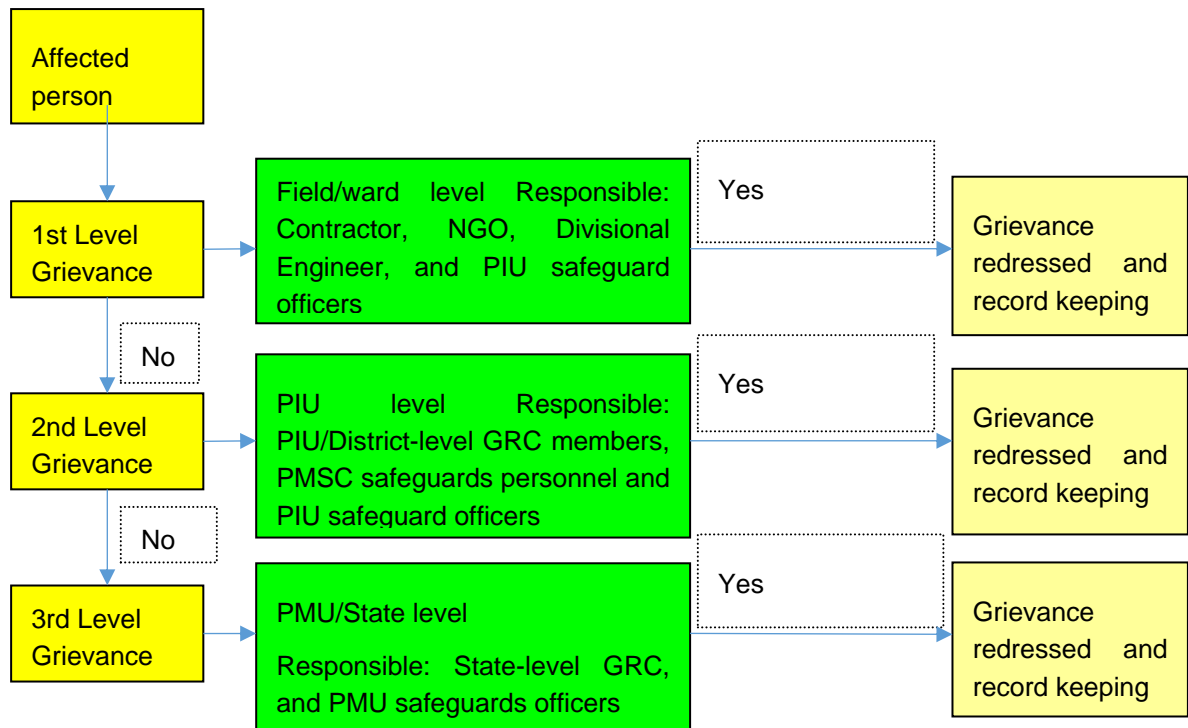 Affected
person
1st Level
Grievance
Field/ward level Responsible:
Contractor, NGO, Divisional
Engineer, and PIU safeguard
officers
Yes
Grievance
redressed and
record keeping
No
2nd Level
Grievance
PIU level Responsible:
PIU/District-level GRC members,
PMSC safeguards personnel and
PIU safeguard officers
Yes
Grievance
redressed and
record keeping
No
3rd Level
Grievance
PMU/State level
Responsible: State-level GRC,
and PMU safeguards officers
Yes
Grievance
redressed and
record keeping